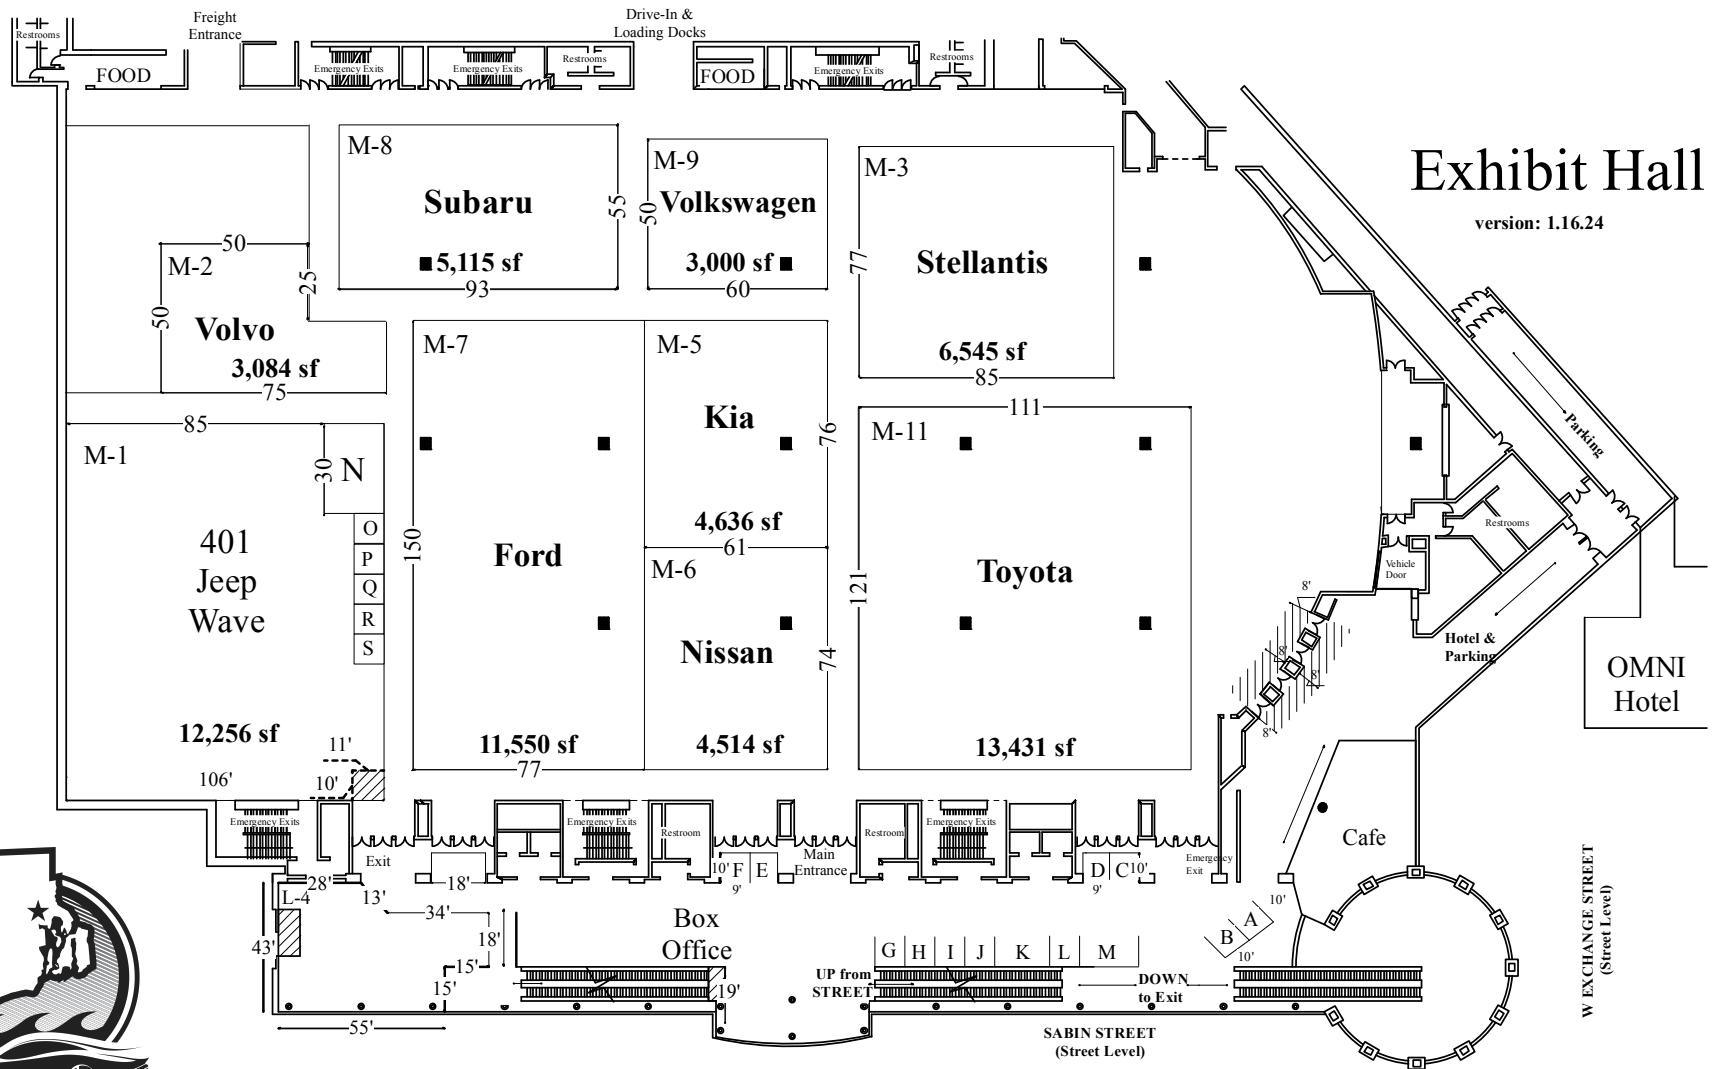 Freight
Entrance
Drive-In &
Loading Docks
Restrooms
FOOD
Emergency Exits
Emergency Exits
Restrooms
FOOD
Emergency Exits
Restrooms
Exhibit Hall
version: 1.16.24
M-8
Subaru
5,115 sf
93
55
M-9
Volkswagen
3,000 sf
60
50
M-3
Stellantis
6,545 sf
85
77
50
M-2
25
50
Volvo
3,084 sf
75
M-7
Ford
11,550 sf
77
150
M-5
Kia
4,636 sf
61
76
M-6
Nissan
4,514 sf
74
111
M-11
Toyota
13,431 sf
121
85
M-1
30
N
O
P
Q
R
S
401
Jeep
Wave
12,256 sf
11'
106'
10'
Parking
Restrooms
Vehicle
Door
8'
8'
8'
8'
Hotel &
Parking
OMNI
Hotel
Emergency Exits
Exit
Emergency Exits
Restroom
Main
Entrance
Restroom
Emergency Exits
Emergency
Exit
Cafe
28'
L-4
13'
18'
34'
43'
18'
15'
15'
55'
10'
F
E
9'
D
C
10'
9'
Box
Office
19'
UP from
STREET
G
H
I
J
K
L
M
DOWN
to Exit
10'
A
B
10'
SABIN STREET
(Street Level)
W EXCHANGE STREET
(Street Level)